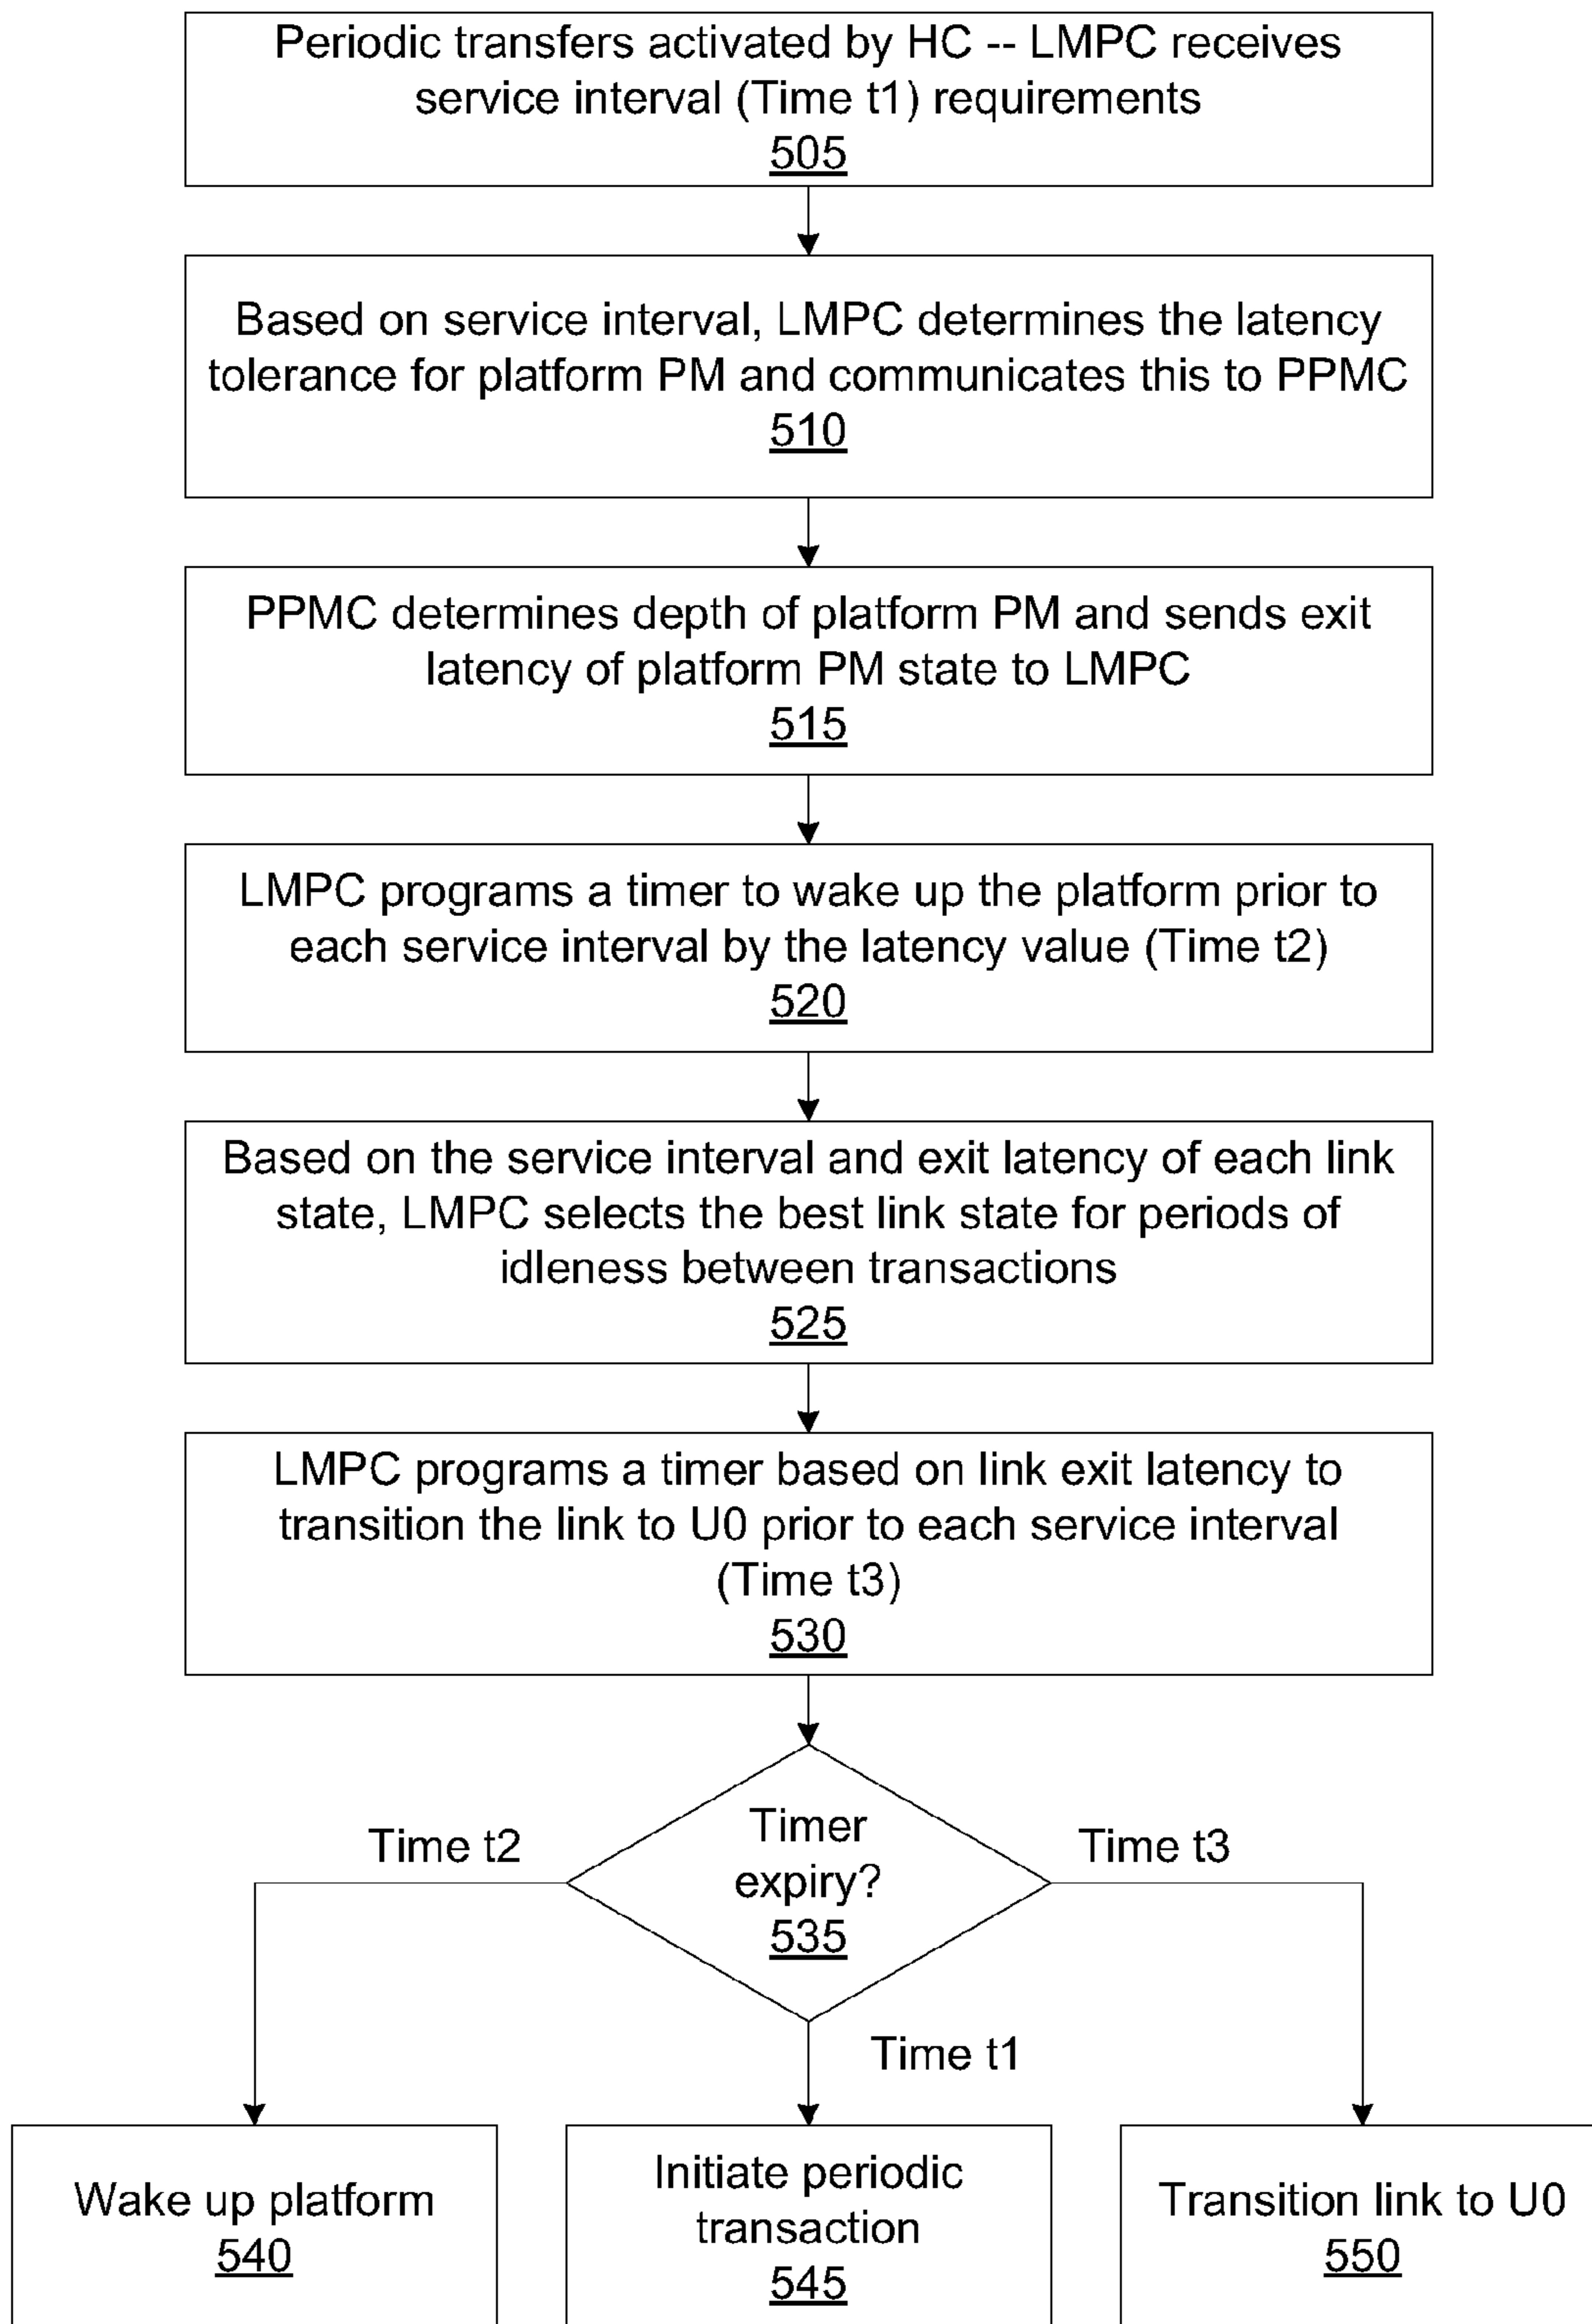 Periodic transfers activated by HC -- LMPC receives
service interval (Time t1) requirements
505
Based on service interval, LMPC determines the latency
tolerance for platform PM and communicates this to PPMC
510
PPMC determines depth of platform PM and sends exit
latency of platform PM state to LMPC
515
LMPC programs a timer to wake up the platform prior to
each service interval by the latency value (Time t2)
520
Based on the service interval and exit latency of each link
state, LMPC selects the best link state for periods of
idleness between transactions
525
LMPC programs a timer based on link exit latency to
transition the link to U0 prior to each service interval
(Time t3)
530
Timer
expiry?
535
Time t2
Time t3
Time t1
Wake up platform
540
Initiate periodic
transaction
545
Transition link to U0
550